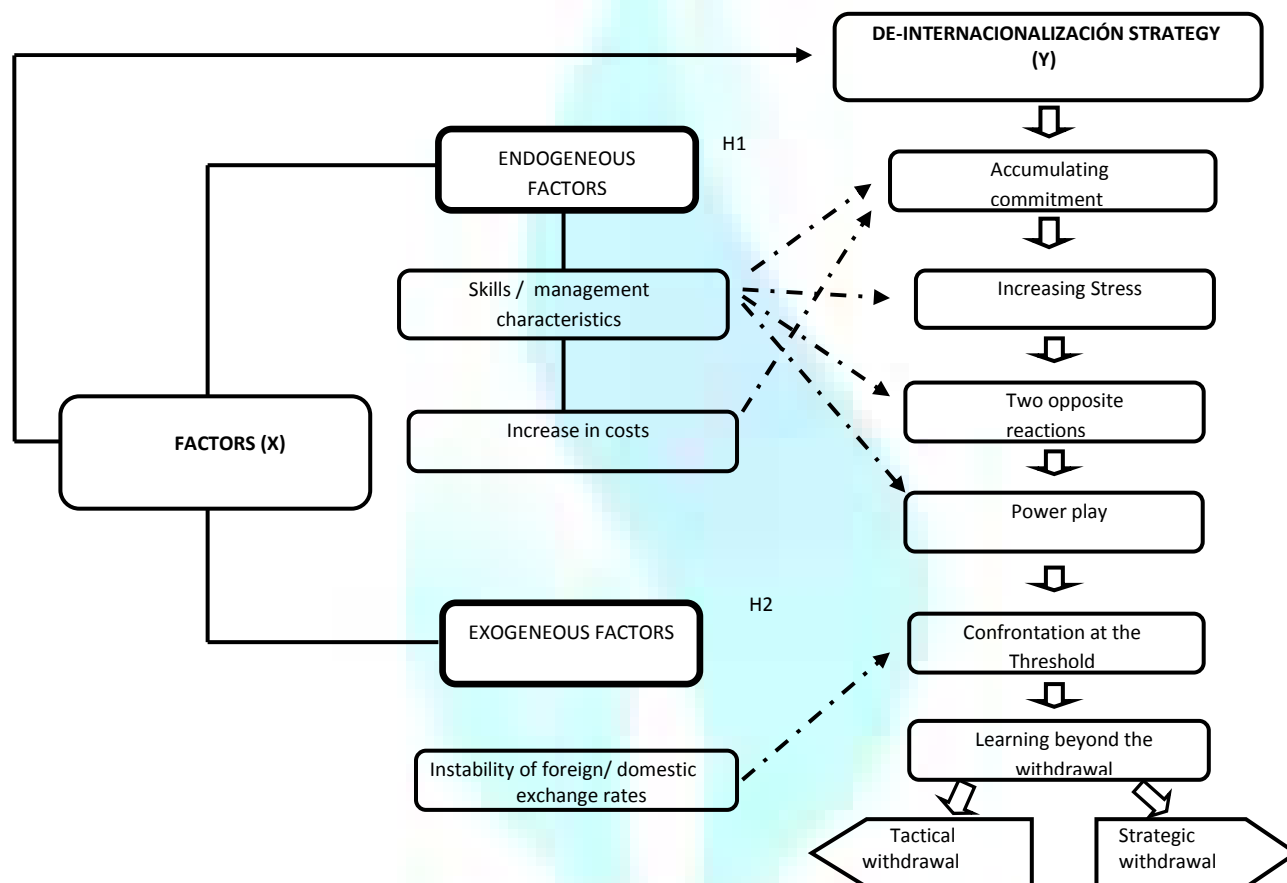 DE-INTERNACIONALIZACIÓN STRATEGY
(Y)
H1
ENDOGENEOUS
FACTORS
Accumulating
commitment
Skills / management
characteristics
Increasing Stress
Two opposite
reactions
Increase in costs
FACTORS (X)
Power play
H2
EXOGENEOUS FACTORS
Confrontation at the
Threshold
Learning beyond the
withdrawal
Instability of foreign/ domestic
exchange rates
Tactical
withdrawal
Strategic
withdrawal